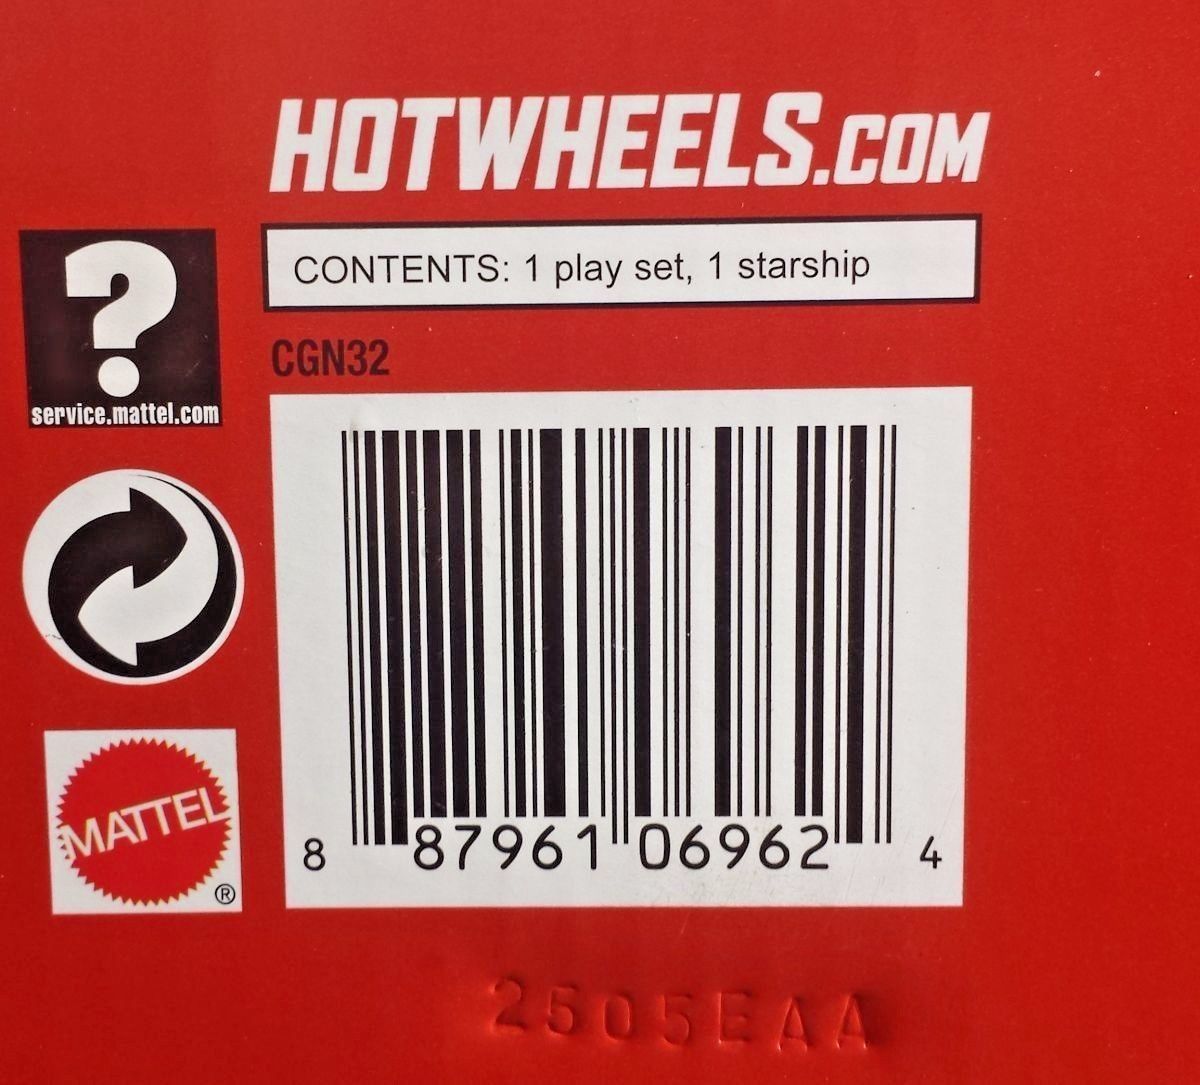 HOTWHEELS.COM
CONTENTS: 1 play set, 1 starship
?
service.mattel.com
CGN32
8 87961 06962 4
MATTEL
®
2505EAA